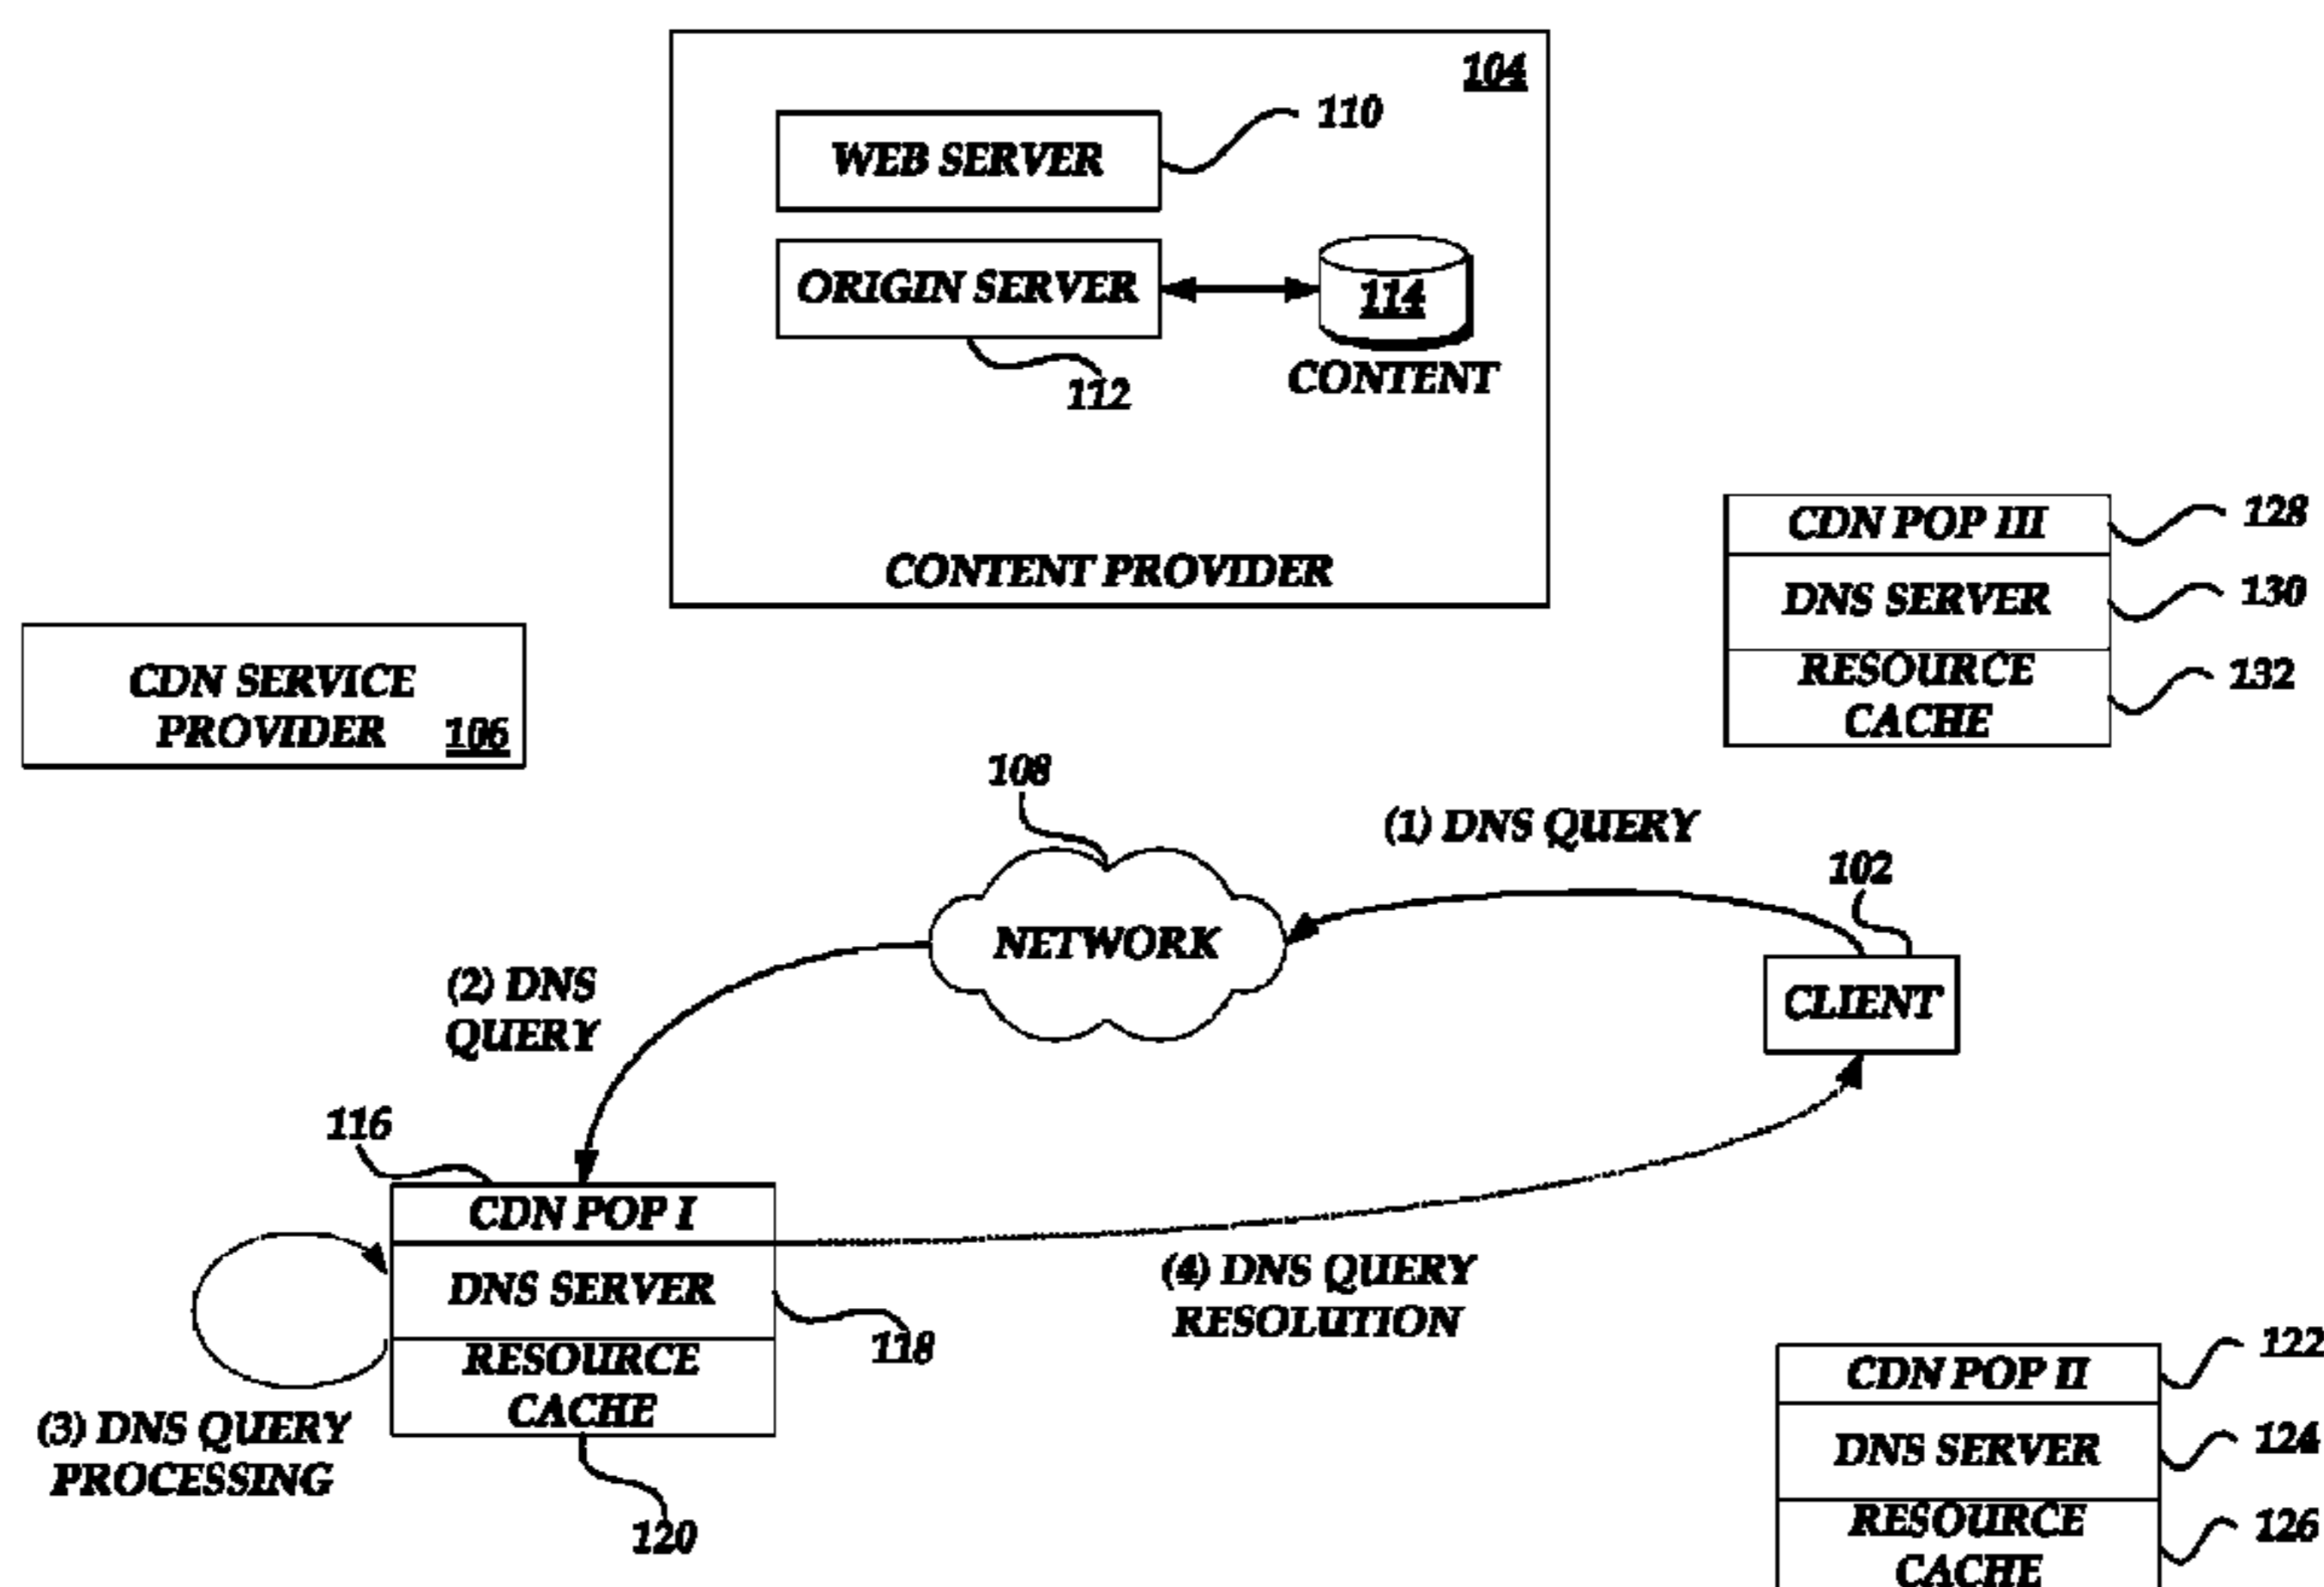 104
110
WEB SERVER
ORIGIN SERVER
114
112
CONTENT
CONTENT PROVIDER
CDN POP III
128
DNS SERVER
130
RESOURCE
CACHE
132
CDN SERVICE
PROVIDER
106
108
(1) DNS QUERY
102
NETWORK
CLIENT
(2) DNS
QUERY
116
CDN POP I
DNS SERVER
118
RESOURCE
CACHE
120
(3) DNS QUERY
PROCESSING
(4) DNS QUERY
RESOLUTION
CDN POP II
122
DNS SERVER
124
RESOURCE
CACHE
126